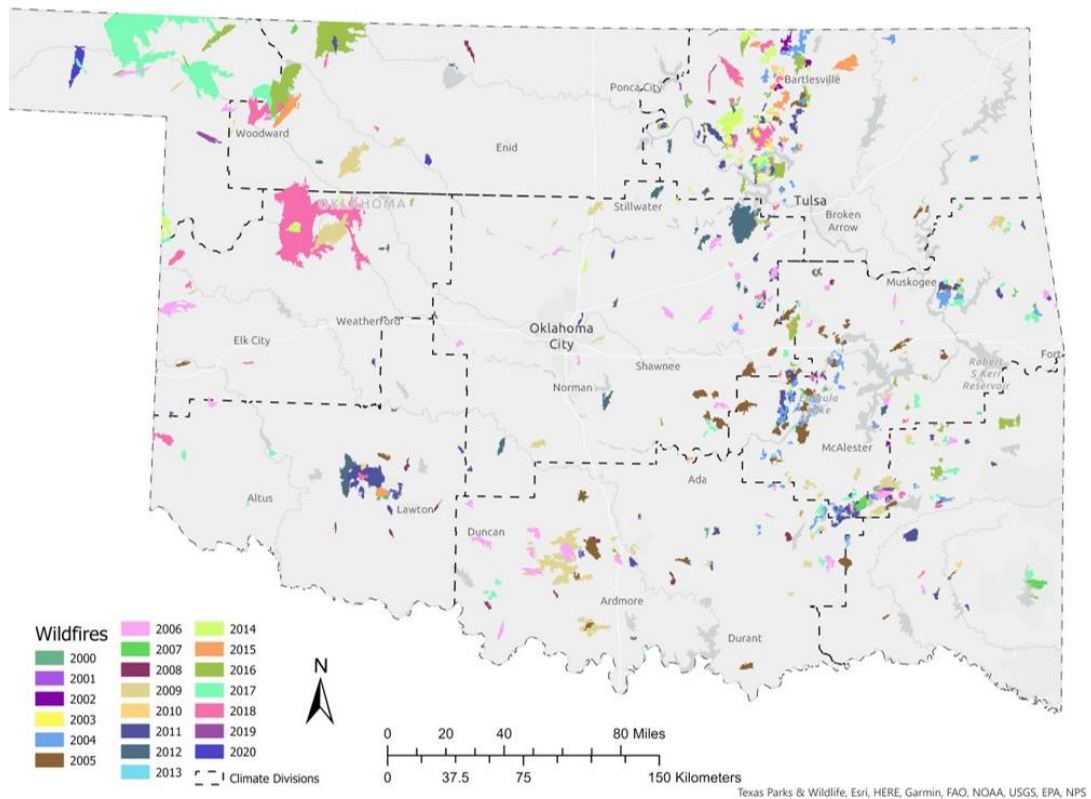 Ponca City
Bartlesville
Woodward
Enid
OKLAHOMA
Stillwater
Tulsa
Broken
Arrow
Muskogee
Weatherford
Elk City
Oklahoma
City
Shawnee
Fort
Robert
S Kerr
Reservoir
Norman
McAlester
Ada
Altus
Lawton
Duncan
Ardmore
Durant
Wildfires
2000
2001
2002
2003
2004
2005
2006
2007
2008
2009
2010
2011
2012
2013
2014
2015
2016
2017
2018
2019
2020
Climate Divisions
N
0 20 40 80 Miles
0 37.5 75 150 Kilometers
Texas Parks & Wildlife, Esri, HERE, Garmin, FAO, NOAA, USGS, EPA, NPS